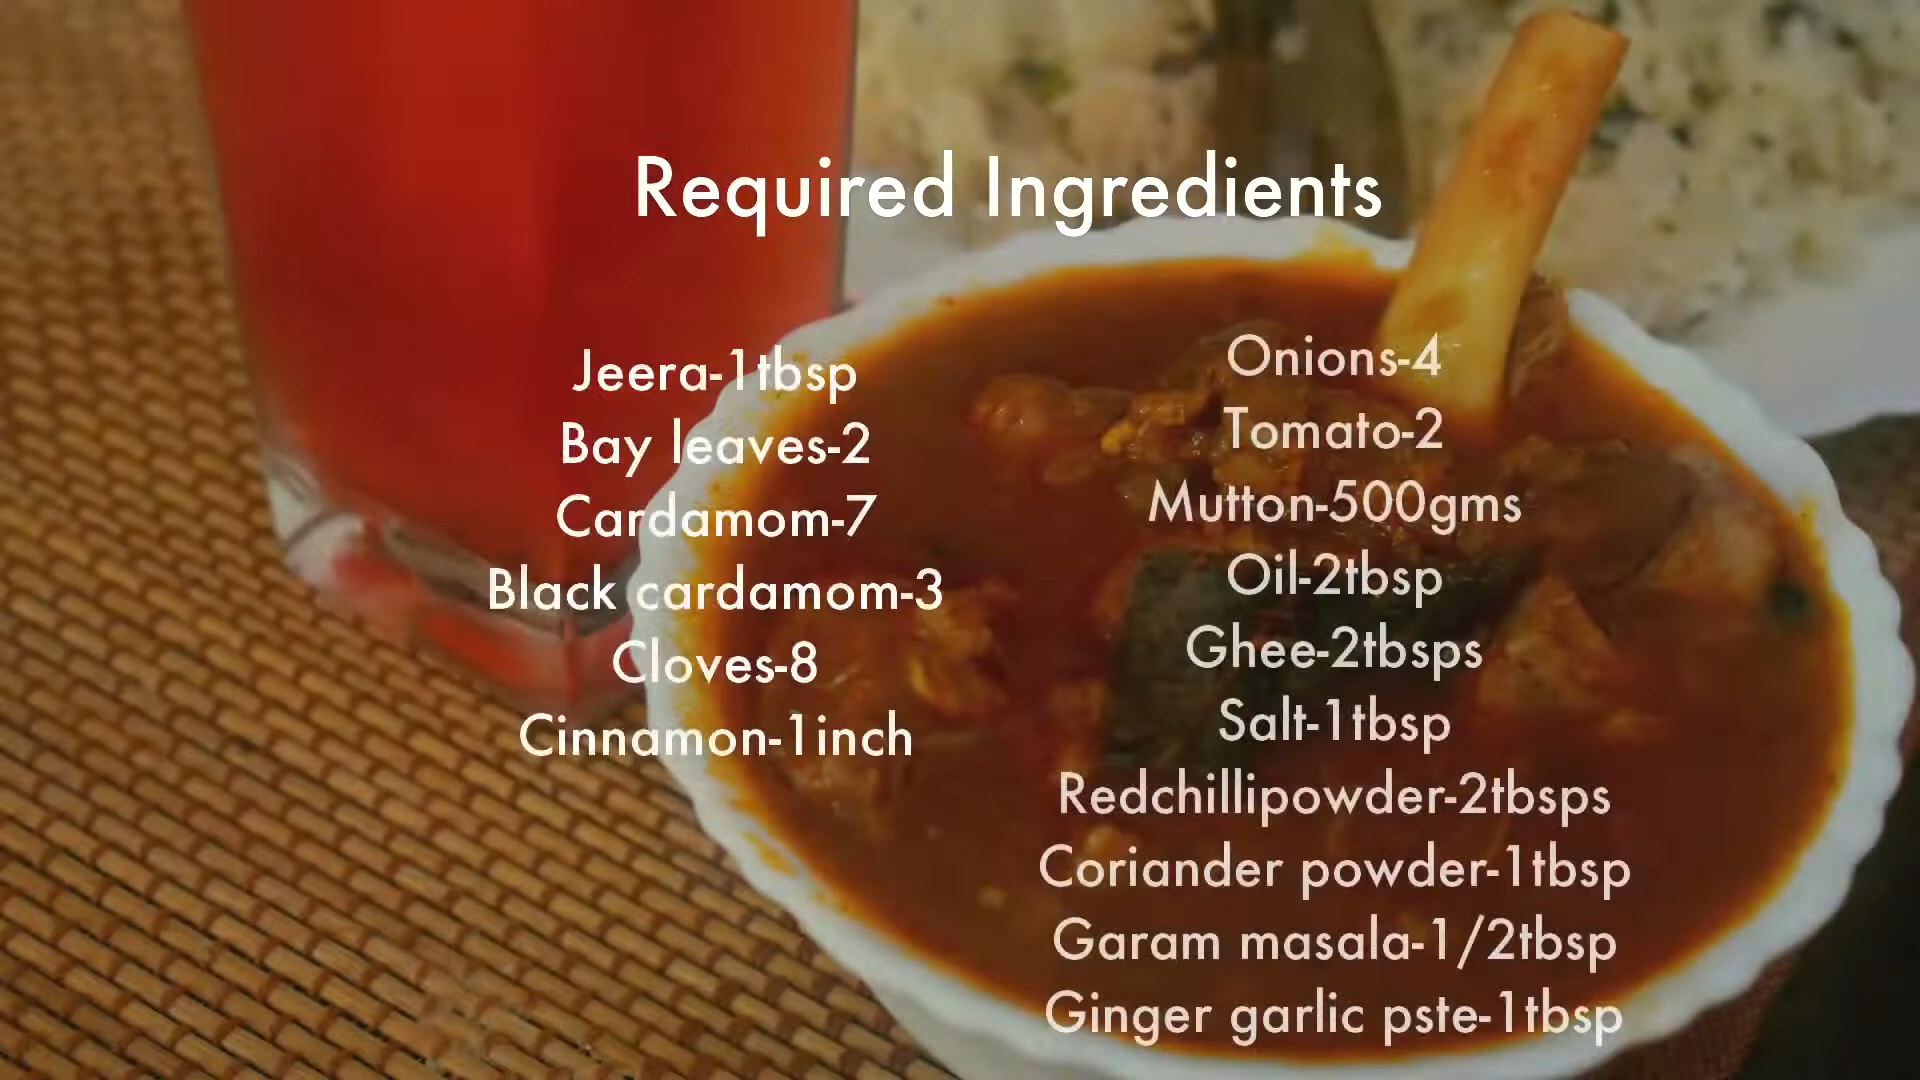 Required Ingredients
Jeera-1tbsp
Bay leaves-2
Cardamom-7
Black cardamom-3
Cloves-8
Cinnamon-1inch
Onions-4
Tomato-2
Mutton-500gms
Oil-2tbsp
Ghee-2tbsps
Salt-1tbsp
Redchillipowder-2tbsps
Coriander powder-1tbsp
Garam masala-1/2tbsp
Ginger garlic pste-1tbsp